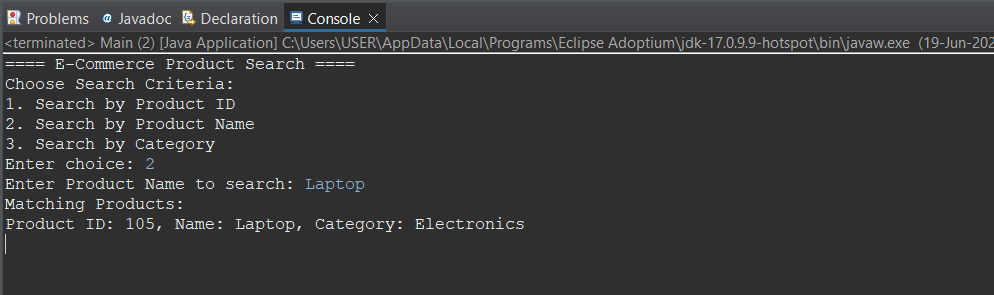 Problems Javadoc Declaration Console
<terminated> Main (2) [Java Application] C:\Users\USER\AppData\Local\Programs\Eclipse Adoptium\jdk-17.0.9.9-hotspot\bin\javaw.exe (19-Jun-202
==== E-Commerce Product Search ====
Choose Search Criteria:
1. Search by Product ID
2. Search by Product Name
3. Search by Category
Enter choice: 2
Enter Product Name to search: Laptop
Matching Products:
Product ID: 105, Name: Laptop, Category: Electronics